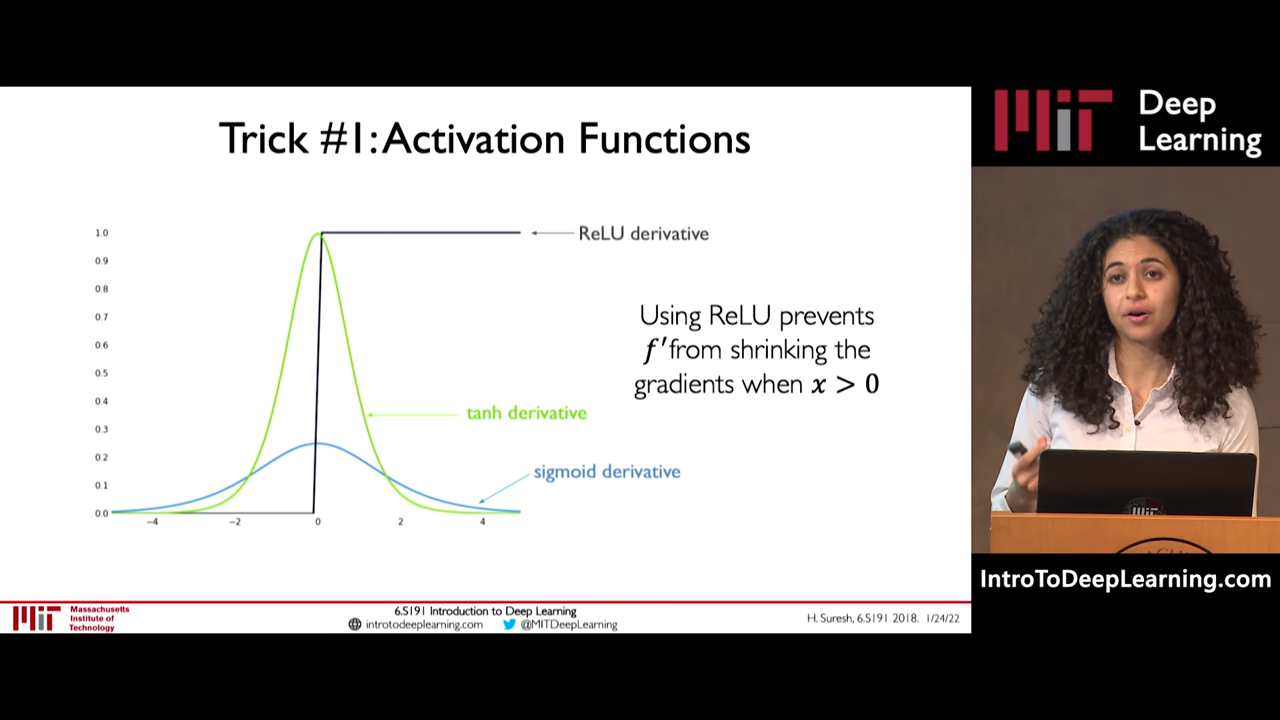 Trick #1: Activation Functions
1.0
0.9
0.8
0.7
0.6
0.5
0.4
0.3
0.2
0.1
0.0
−4
−2
0
2
4
ReLU derivative
tanh derivative
sigmoid derivative
Using ReLU prevents
f′ from shrinking the
gradients when x > 0
Massachusetts
Institute of
Technology
6.S191 Introduction to Deep Learning
introtodeeplearning.com @MITDeepLearning
H. Suresh, 6.S191 2018. 1/24/22
MIT
Deep
Learning
MIT
IntroToDeepLearning.com